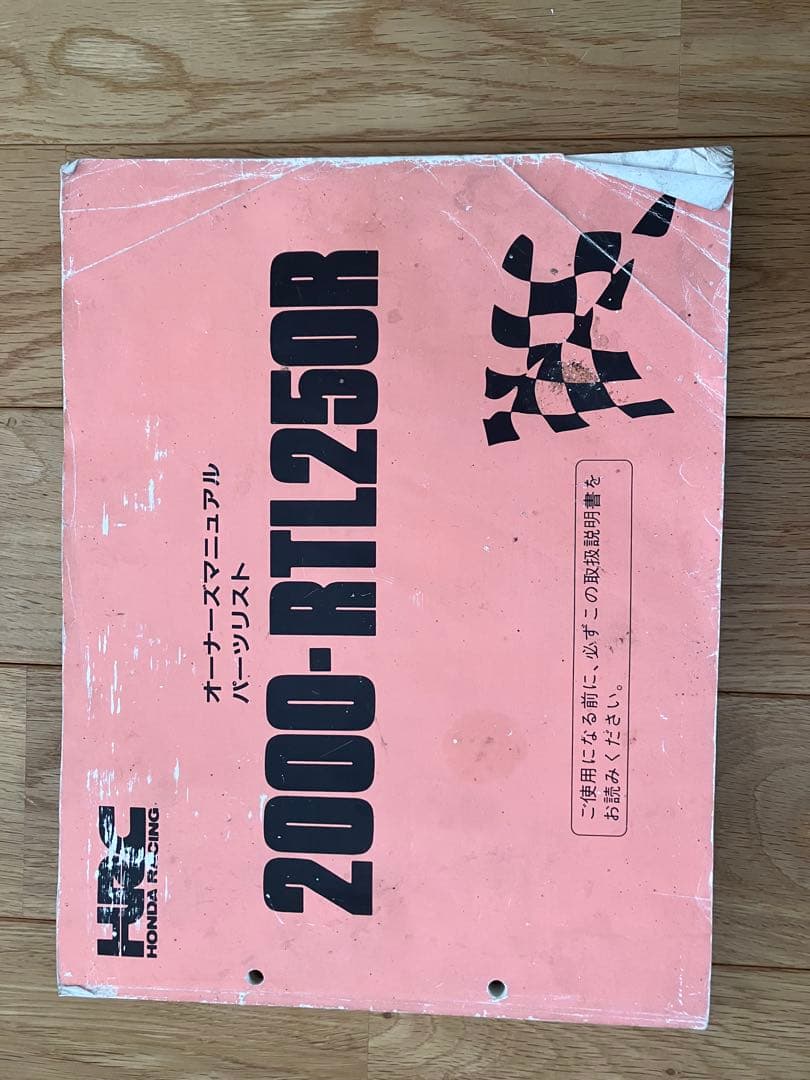 HRC
HONDA RACING
オーナーズマニュアル
パーツリスト
2000・RTL250R
ご使用になる前に、必ずこの取扱説明書を
お読みください。